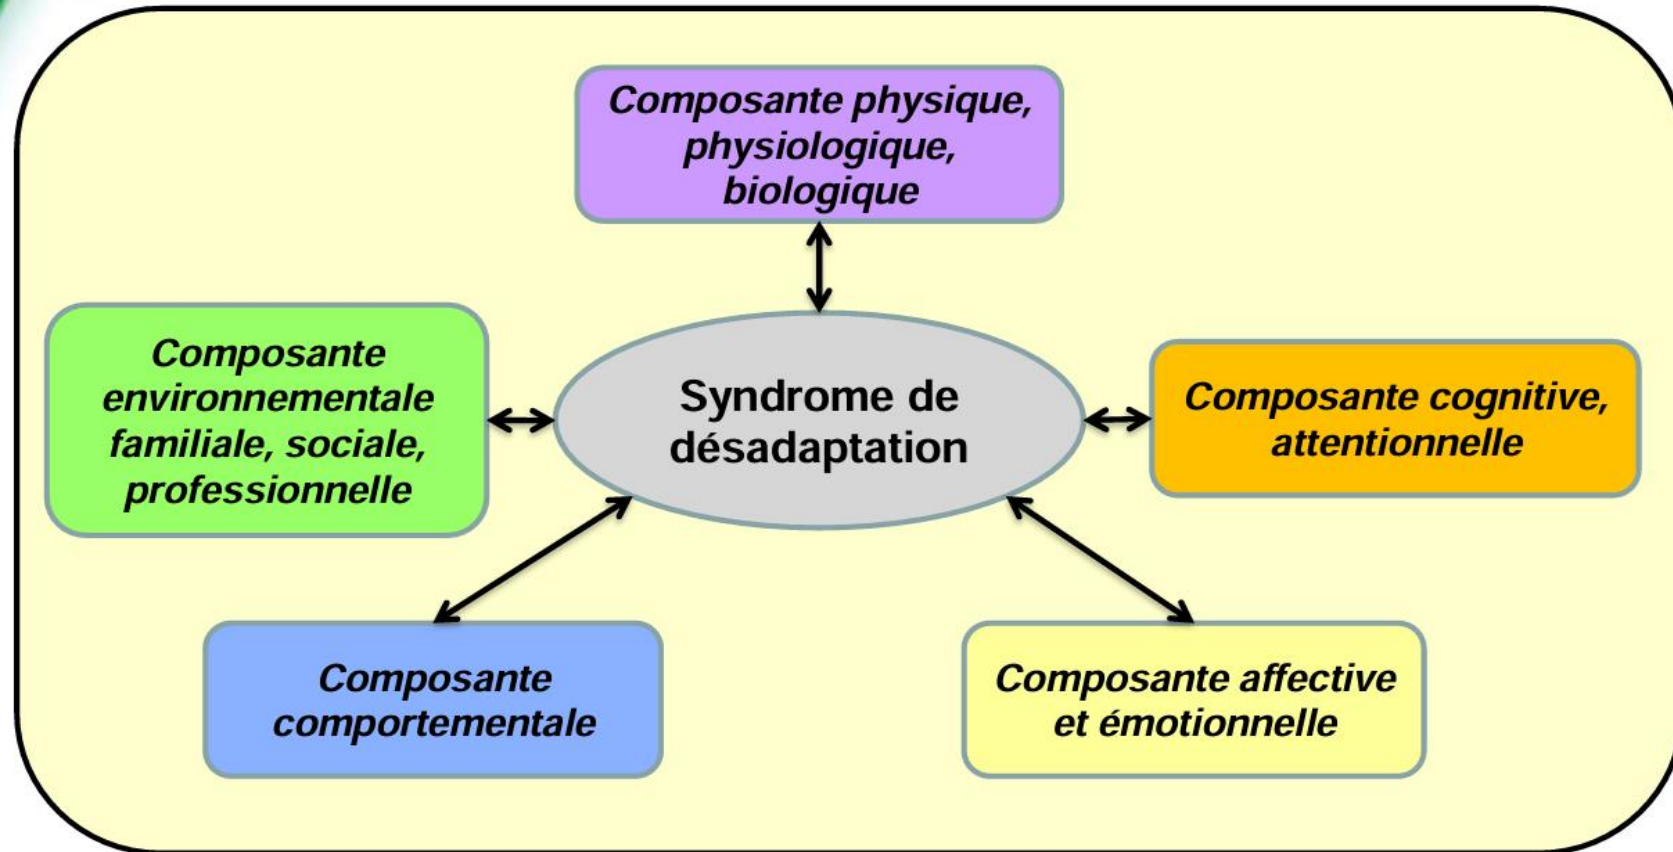 Composante physique,
physiologique,
biologique
Composante
environnementale
familiale, sociale,
professionnelle
Syndrome de
désadaptation
Composante cognitive,
attentionnelle
Composante
comportementale
Composante affective
et émotionnelle